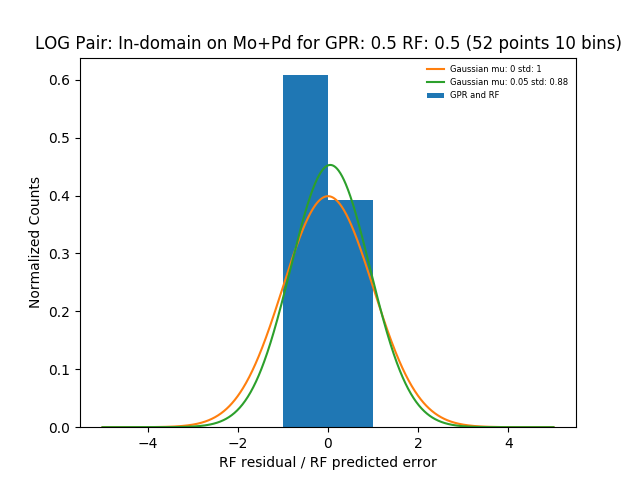 LOG Pair: In-domain on Mo+Pd for GPR: 0.5 RF: 0.5 (52 points 10 bins)
Gaussian mu: 0 std: 1
Gaussian mu: 0.05 std: 0.88
GPR and RF
Normalized Counts
0.6
0.5
0.4
0.3
0.2
0.1
0.0
−4 −2 0 2 4
RF residual / RF predicted error